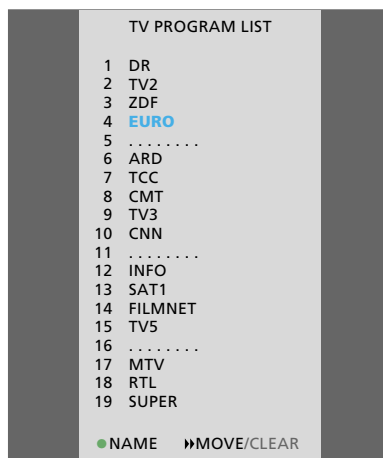 TV PROGRAM LIST
1 DR
2 TV2
3 ZDF
4 EURO
5 . . . . . . . .
6 ARD
7 TCC
8 CMT
9 TV3
10 CNN
11 . . . . . . . .
12 INFO
13 SAT1
14 FILMNET
15 TV5
16 . . . . . . . .
17 MTV
18 RTL
19 SUPER
●NAME ▸▸MOVE/CLEAR